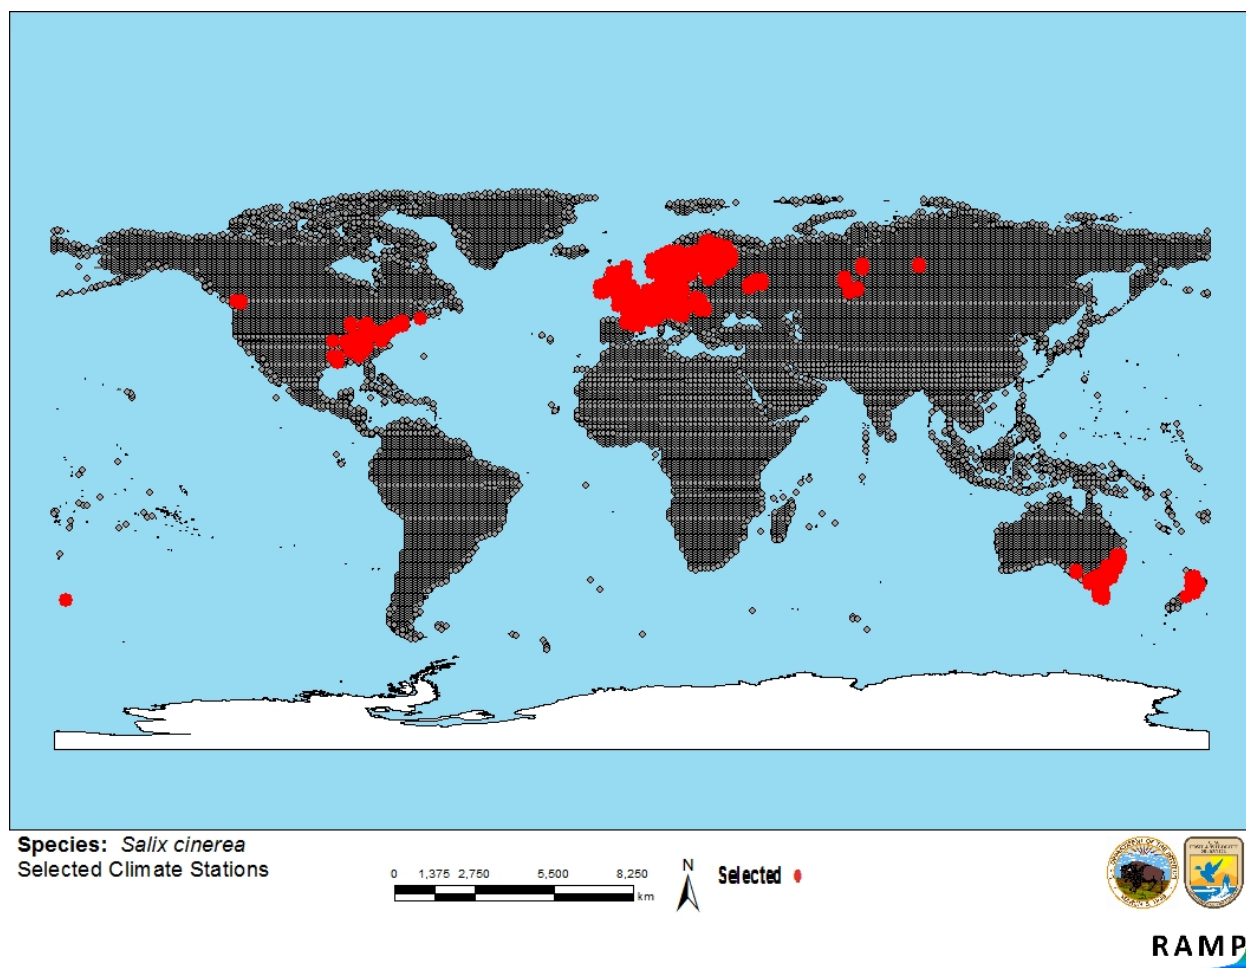 Species: Salix cinerea
Selected Climate Stations
0 1,375 2,750 5,500 8,250
km
N
Selected
RAMP